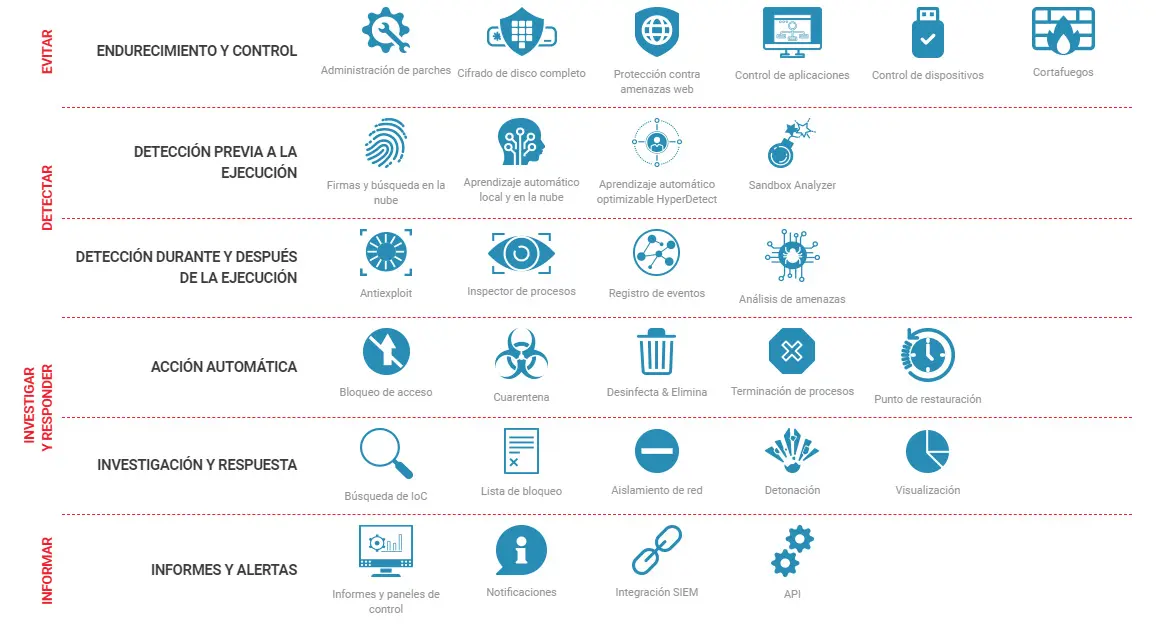 EVITAR
ENDURECIMIENTO Y CONTROL
Administración de parches
Cifrado de disco completo
Protección contra
amenazas web
Control de aplicaciones
Control de dispositivos
Cortafuegos
DETECTAR
DETECCIÓN PREVIA A LA
EJECUCIÓN
Firmas y búsqueda en la
nube
Aprendizaje automático
local y en la nube
Aprendizaje automático
optimizable HyperDetect
Sandbox Analyzer
DETECCIÓN DURANTE Y DESPUÉS
DE LA EJECUCIÓN
Antiexploit
Inspector de procesos
Registro de eventos
Análisis de amenazas
INVESTIGAR
Y RESPONDER
ACCIÓN AUTOMÁTICA
Bloqueo de acceso
Cuarentena
Desinfecta & Elimina
Terminación de procesos
Punto de restauración
INVESTIGACIÓN Y RESPUESTA
Búsqueda de IoC
Lista de bloqueo
Aislamiento de red
Detonación
Visualización
INFORMAR
INFORMES Y ALERTAS
Informes y paneles de
control
Notificaciones
Integración SIEM
API